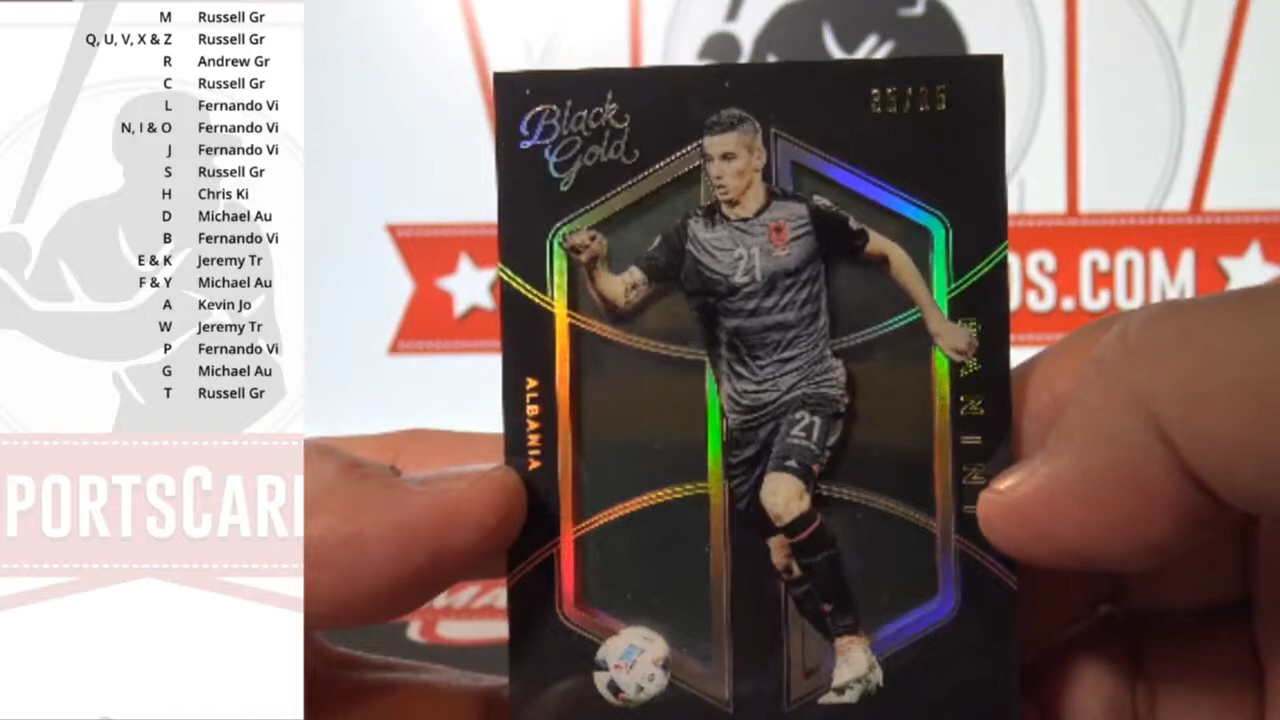 M Russell Gr
Q, U, V, X & Z Russell Gr
R Andrew Gr
C Russell Gr
L Fernando Vi
N, I & O Fernando Vi
J Fernando Vi
S Russell Gr
H Chris Ki
D Michael Au
B Fernando Vi
E & K Jeremy Tr
F & Y Michael Au
A Kevin Jo
W Jeremy Tr
P Fernando Vi
G Michael Au
T Russell Gr
PORTSCAR
Black
Gold
21
21
ALBANIA
DS.COM